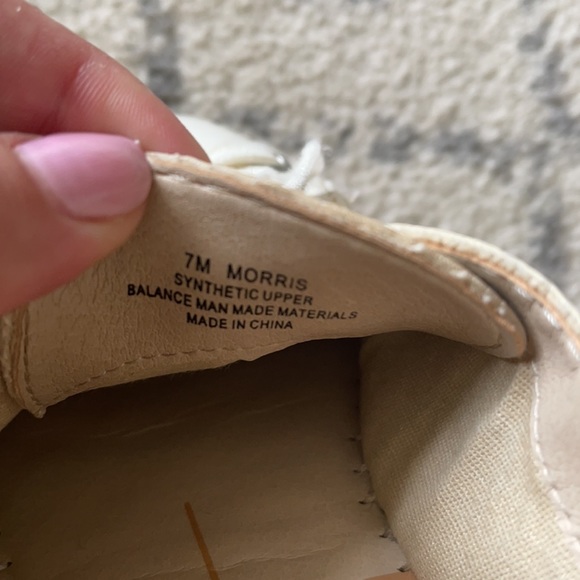 7M MORRIS
SYNTHETIC UPPER
BALANCE MAN MADE MATERIALS
MADE IN CHINA